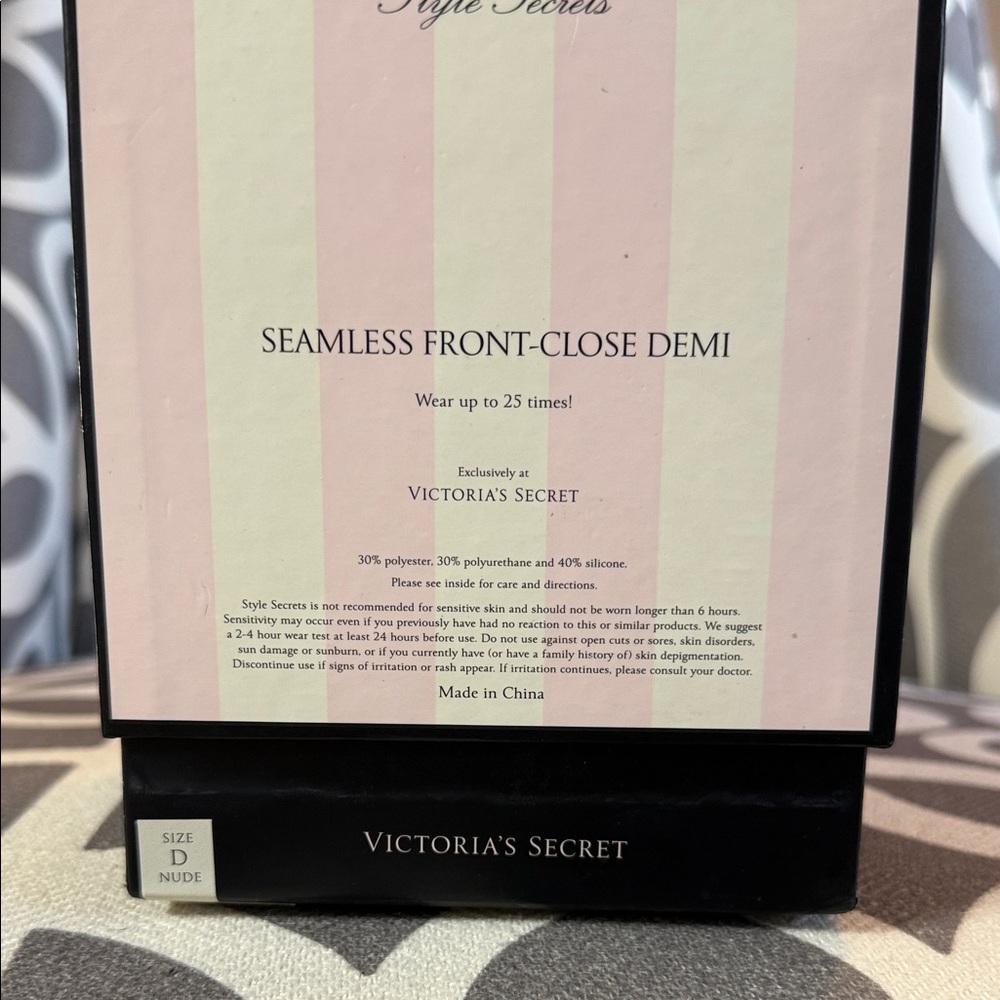 Style Secrets
SEAMLESS FRONT-CLOSE DEMI
Wear up to 25 times!
Exclusively at
VICTORIA'S SECRET
30% polyester, 30% polyurethane and 40% silicone.
Please see inside for care and directions.
Style Secrets is not recommended for sensitive skin and should not be worn longer than 6 hours.
Sensitivity may occur even if you previously have had no reaction to this or similar products. We suggest
a 2-4 hour wear test at least 24 hours before use. Do not use against open cuts or sores, skin disorders,
sun damage or sunburn, or if you currently have (or have a family history of) skin depigmentation.
Discontinue use if signs of irritation or rash appear. If irritation continues, please consult your doctor.
Made in China
VICTORIA'S SECRET
SIZE
D
NUDE